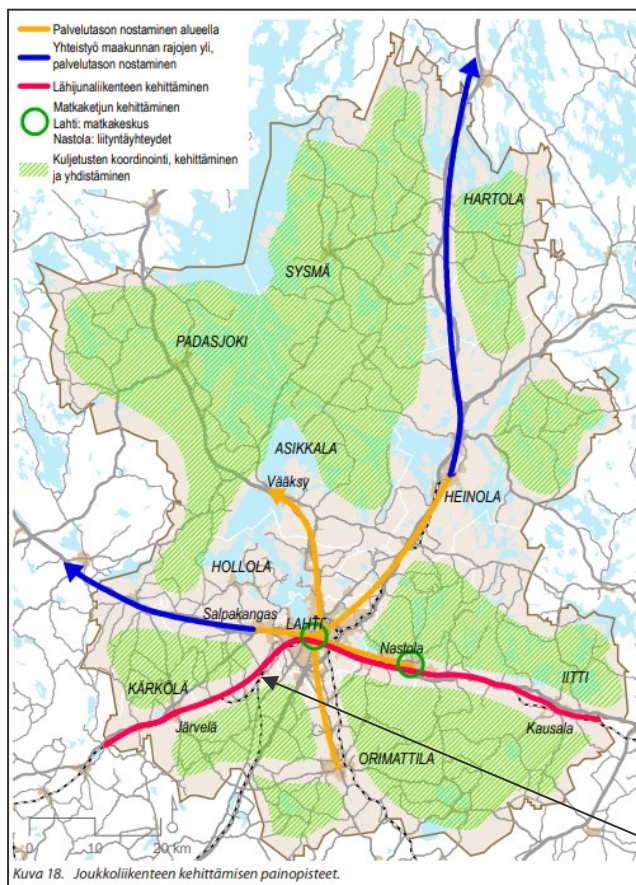 Palvelutason nostaminen alueella
Yhteistyö maakunnan rajojen yli,
palvelutason nostaminen
Lähijunaliikenteen kehittäminen
Matkaketjun kehittäminen
Lahti: matkakeskus
Nastola: liityntäyhteydet
Kuljetusten koordinointi, kehittäminen
ja yhdistäminen
HARTOLA
SYSMÄ
PADASJOKI
ASIKKALA
Vääksy
HEINOLA
HOLLOLA
Salpakangas
LAHTI
Nastola
IITTI
KÄRKÖLÄ
Järvelä
Kausala
ORIMATTILA
0 10 20 km
Kuva 18. Joukkoliikenteen kehittämisen painopisteet.